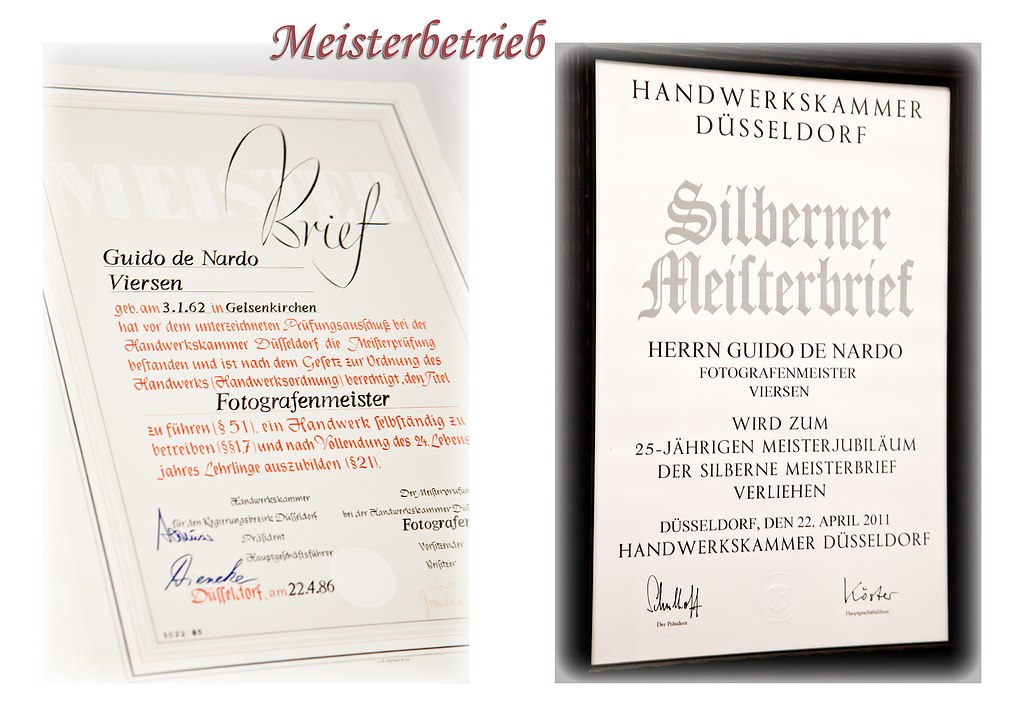 Meisterbetrieb
MEISTER
Brief
Guido de Nardo
Viersen
geb. am 3.1.62 in Gelsenkirchen
hat vor dem unterzeichneten Prüfungsausſchuß bei der
Handwerkskammer Düſſeldorf die Meiſterprüfung
beſtanden und ist nach dem Geſetz zur Ordnung des
Handwerks (Handwerksordnung) berechtigt, den Titel
Fotografenmeister
zu führen (§ 51), ein Handwerk ſelbſtändig zu
betreiben (§§1,7) und nach Vollendung des 24. Lebens
jahres Lehrlinge auszubilden (§ 21).
Handwerkskammer
für den Regierungsbezirk Düſſeldorf
Präſident
Hauptgeſchäftsführer
Düſſeldorf, am 22.4.86
Der Meiſterprüfun
bei der Handwerkskammer Dü
Fotografen
Vorſitzender
Beiſitzer
HANDWERKSKAMMER
DÜSSELDORF
Silberner
Meiſterbrief
HERRN GUIDO DE NARDO
FOTOGRAFENMEISTER
VIERSEN
WIRD ZUM
25-JÄHRIGEN MEISTERJUBILÄUM
DER SILBERNE MEISTERBRIEF
VERLIEHEN
DÜSSELDORF, DEN 22. APRIL 2011
HANDWERKSKAMMER DÜSSELDORF
Der Präsident
Hauptgeschäftsführer